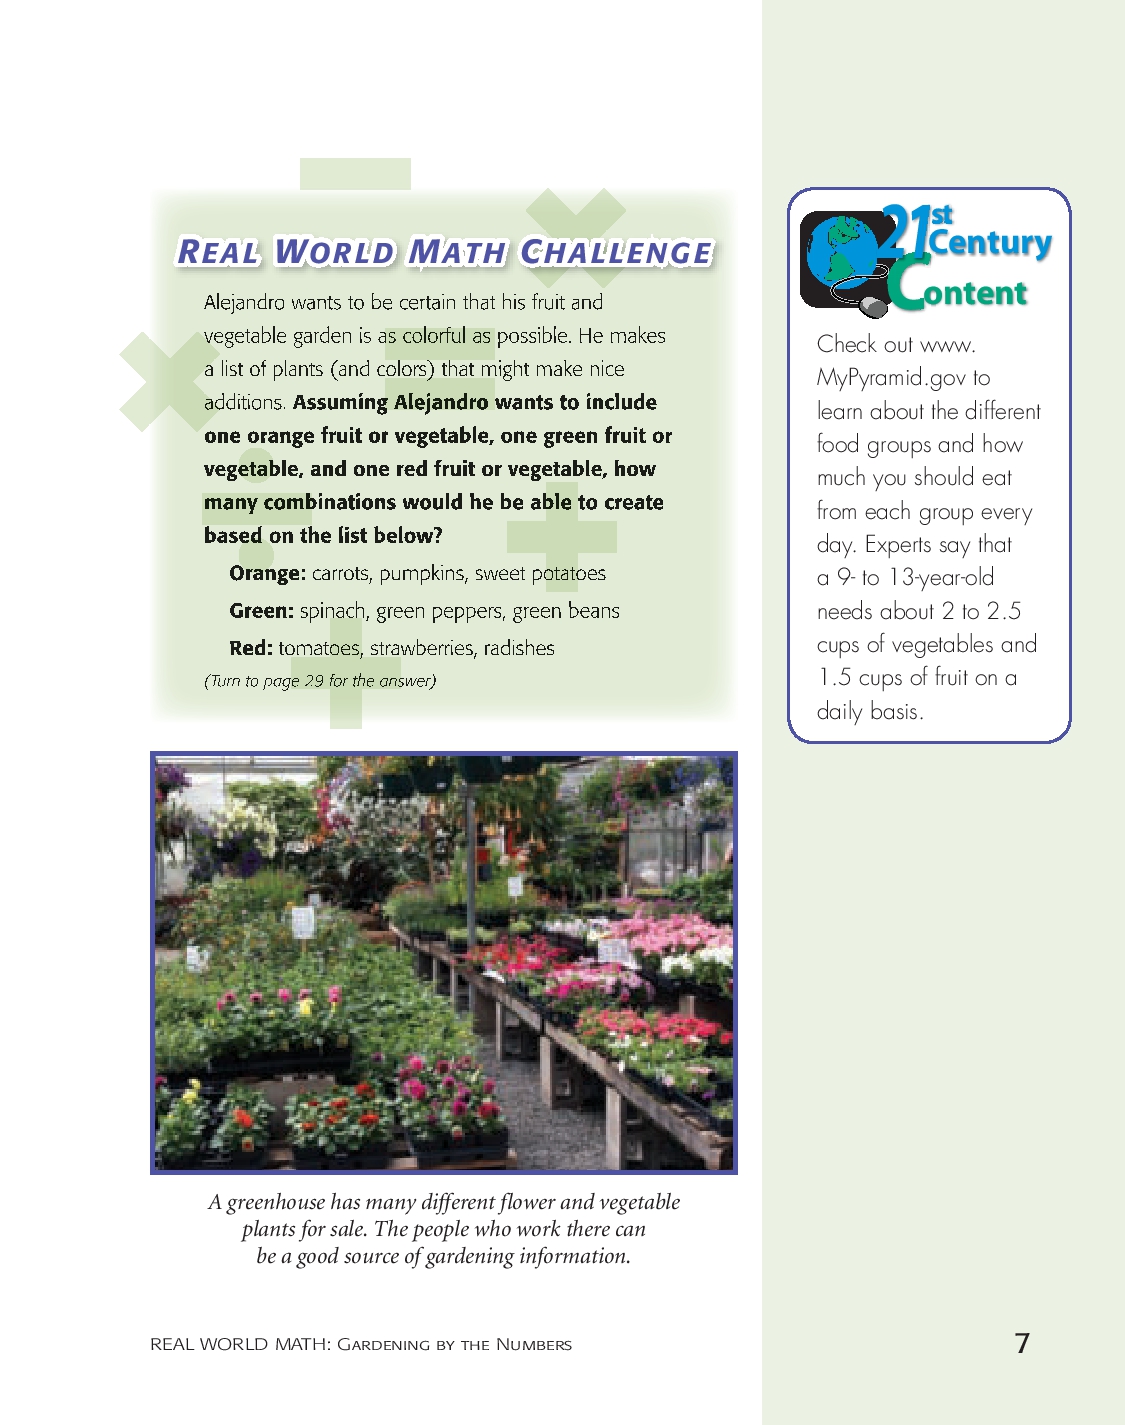 REAL WORLD MATH CHALLENGE
Alejandro wants to be certain that his fruit and
vegetable garden is as colorful as possible. He makes
a list of plants (and colors) that might make nice
additions. Assuming Alejandro wants to include
one orange fruit or vegetable, one green fruit or
vegetable, and one red fruit or vegetable, how
many combinations would he be able to create
based on the list below?
Orange: carrots, pumpkins, sweet potatoes
Green: spinach, green peppers, green beans
Red: tomatoes, strawberries, radishes
(Turn to page 29 for the answer)
21st
Century
Content
Check out www.
MyPyramid.gov to
learn about the different
food groups and how
much you should eat
from each group every
day. Experts say that
a 9- to 13-year-old
needs about 2 to 2.5
cups of vegetables and
1.5 cups of fruit on a
daily basis.
A greenhouse has many different flower and vegetable
plants for sale. The people who work there can
be a good source of gardening information.
REAL WORLD MATH: GARDENING BY THE NUMBERS
7